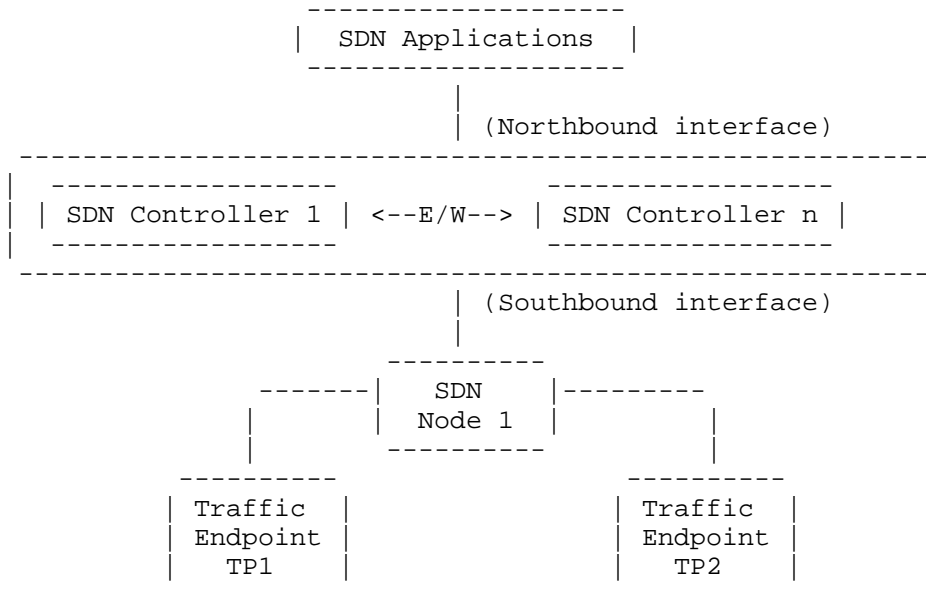 SDN Applications
(Northbound interface)
SDN Controller 1 <--E/W--> SDN Controller n
(Southbound interface)
SDN
Node 1
Traffic Traffic
Endpoint Endpoint
TP1 TP2